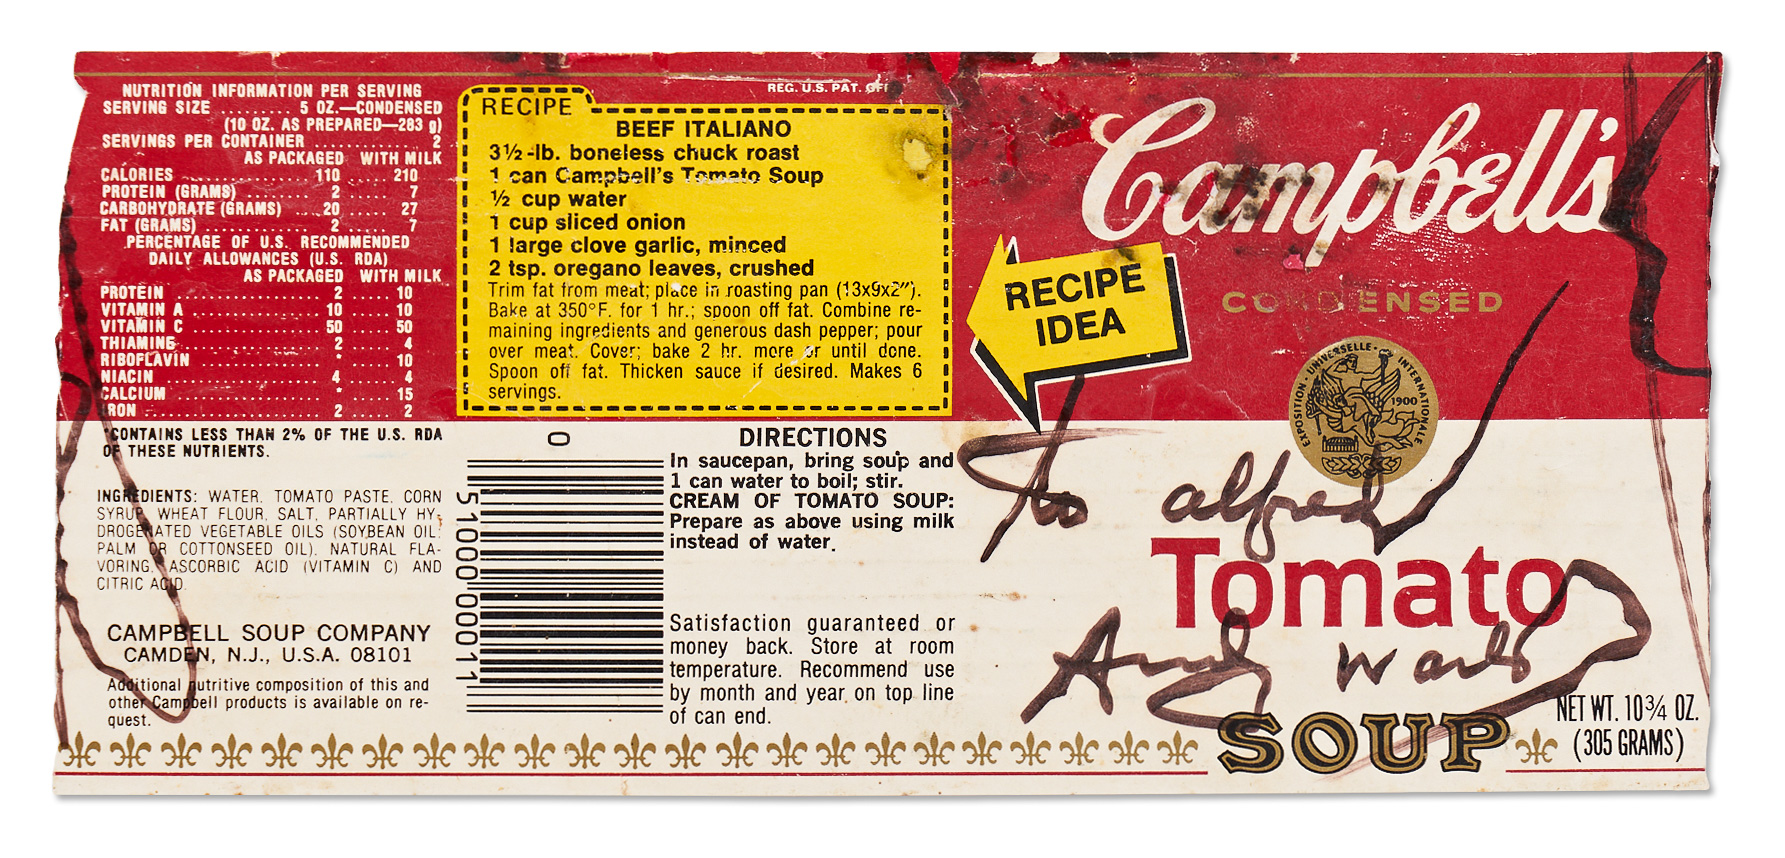 NUTRITION INFORMATION PER SERVING
SERVING SIZE ......... 5 OZ.—CONDENSED
(10 OZ. AS PREPARED—283 g)
SERVINGS PER CONTAINER ............ 2
AS PACKAGED WITH MILK
CALORIES ................ 110 ..... 210
PROTEIN (GRAMS) ......... 2 ..... 7
CARBOHYDRATE (GRAMS) ... 20 ..... 27
FAT (GRAMS) ............. 2 ..... 7
PERCENTAGE OF U.S. RECOMMENDED
DAILY ALLOWANCES (U.S. RDA)
AS PACKAGED WITH MILK
PROTEIN ................. 2 ..... 10
VITAMIN A ............... 10 ..... 10
VITAMIN C ............... 50 ..... 50
THIAMINE ................ 2 ..... 4
RIBOFLAVIN .............. * ..... 10
NIACIN .................. 4 ..... 4
CALCIUM ................. * ..... 15
IRON .................... 2 ..... 2
*CONTAINS LESS THAN 2% OF THE U.S. RDA
OF THESE NUTRIENTS.
INGREDIENTS: WATER, TOMATO PASTE, CORN
SYRUP, WHEAT FLOUR, SALT, PARTIALLY HY-
DROGENATED VEGETABLE OILS (SOYBEAN OIL:
PALM OR COTTONSEED OIL), NATURAL FLA-
VORING, ASCORBIC ACID (VITAMIN C) AND
CITRIC ACID.
CAMPBELL SOUP COMPANY
CAMDEN, N.J., U.S.A. 08101
Additional nutritive composition of this and
other Campbell products is available on re-
quest.
REG. U.S. PAT. OFF
RECIPE
BEEF ITALIANO
3½-lb. boneless chuck roast
1 can Campbell's Tomato Soup
½ cup water
1 cup sliced onion
1 large clove garlic, minced
2 tsp. oregano leaves, crushed
Trim fat from meat; place in roasting pan (13x9x2").
Bake at 350°F. for 1 hr.; spoon off fat. Combine re-
maining ingredients and generous dash pepper; pour
over meat. Cover; bake 2 hr. more or until done.
Spoon off fat. Thicken sauce if desired. Makes 6
servings.
0
51000 00011
DIRECTIONS
In saucepan, bring soup and
1 can water to boil; stir.
CREAM OF TOMATO SOUP:
Prepare as above using milk
instead of water.
Satisfaction guaranteed or
money back. Store at room
temperature. Recommend use
by month and year on top line
of can end.
RECIPE
IDEA
Campbell's
CONDENSED
EXPOSITION · UNIVERSELLE · INTERNATIONALE
1900
to alfred
Tomato
Andy Warhol
SOUP
NET WT. 10¾ OZ.
(305 GRAMS)